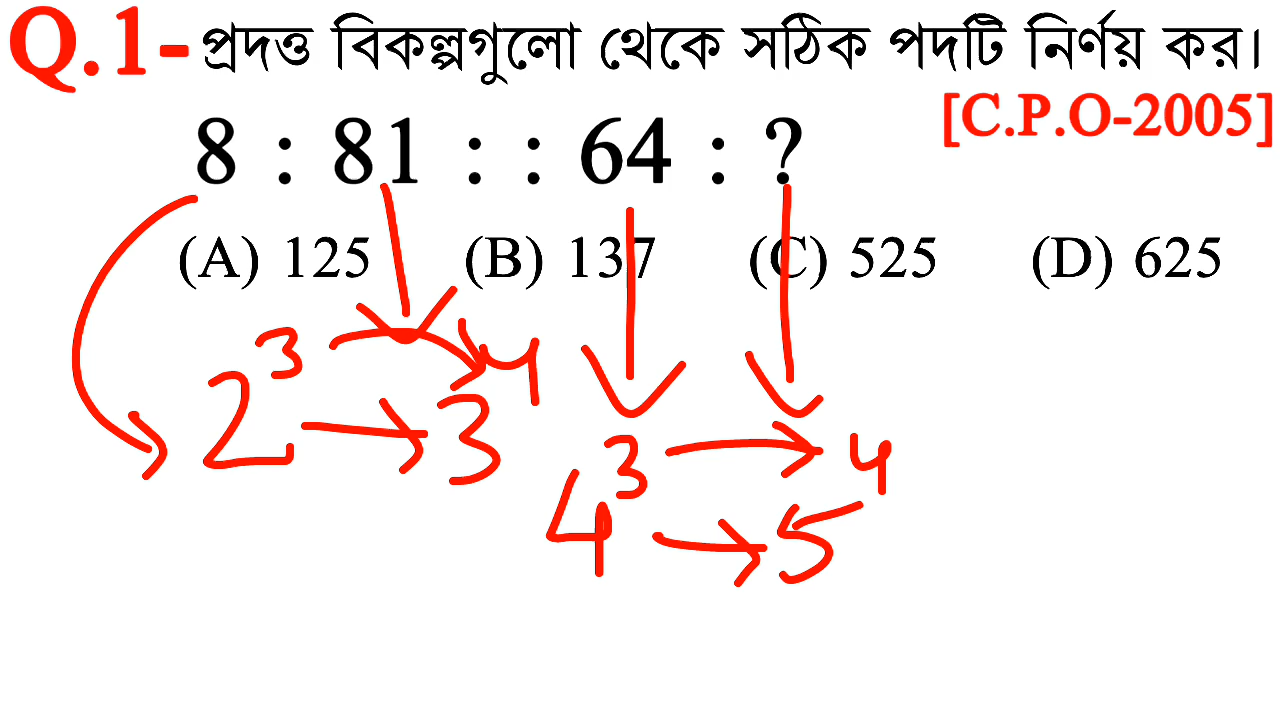 Q.1- প্রদত্ত বিকল্পগুলো থেকে সঠিক পদটি নির্ণয় কর।
[C.P.O-2005]
8 : 81 : : 64 : ?
(A) 125 (B) 137 (C) 525 (D) 625
2³ → 3⁴
4³ → 5⁴